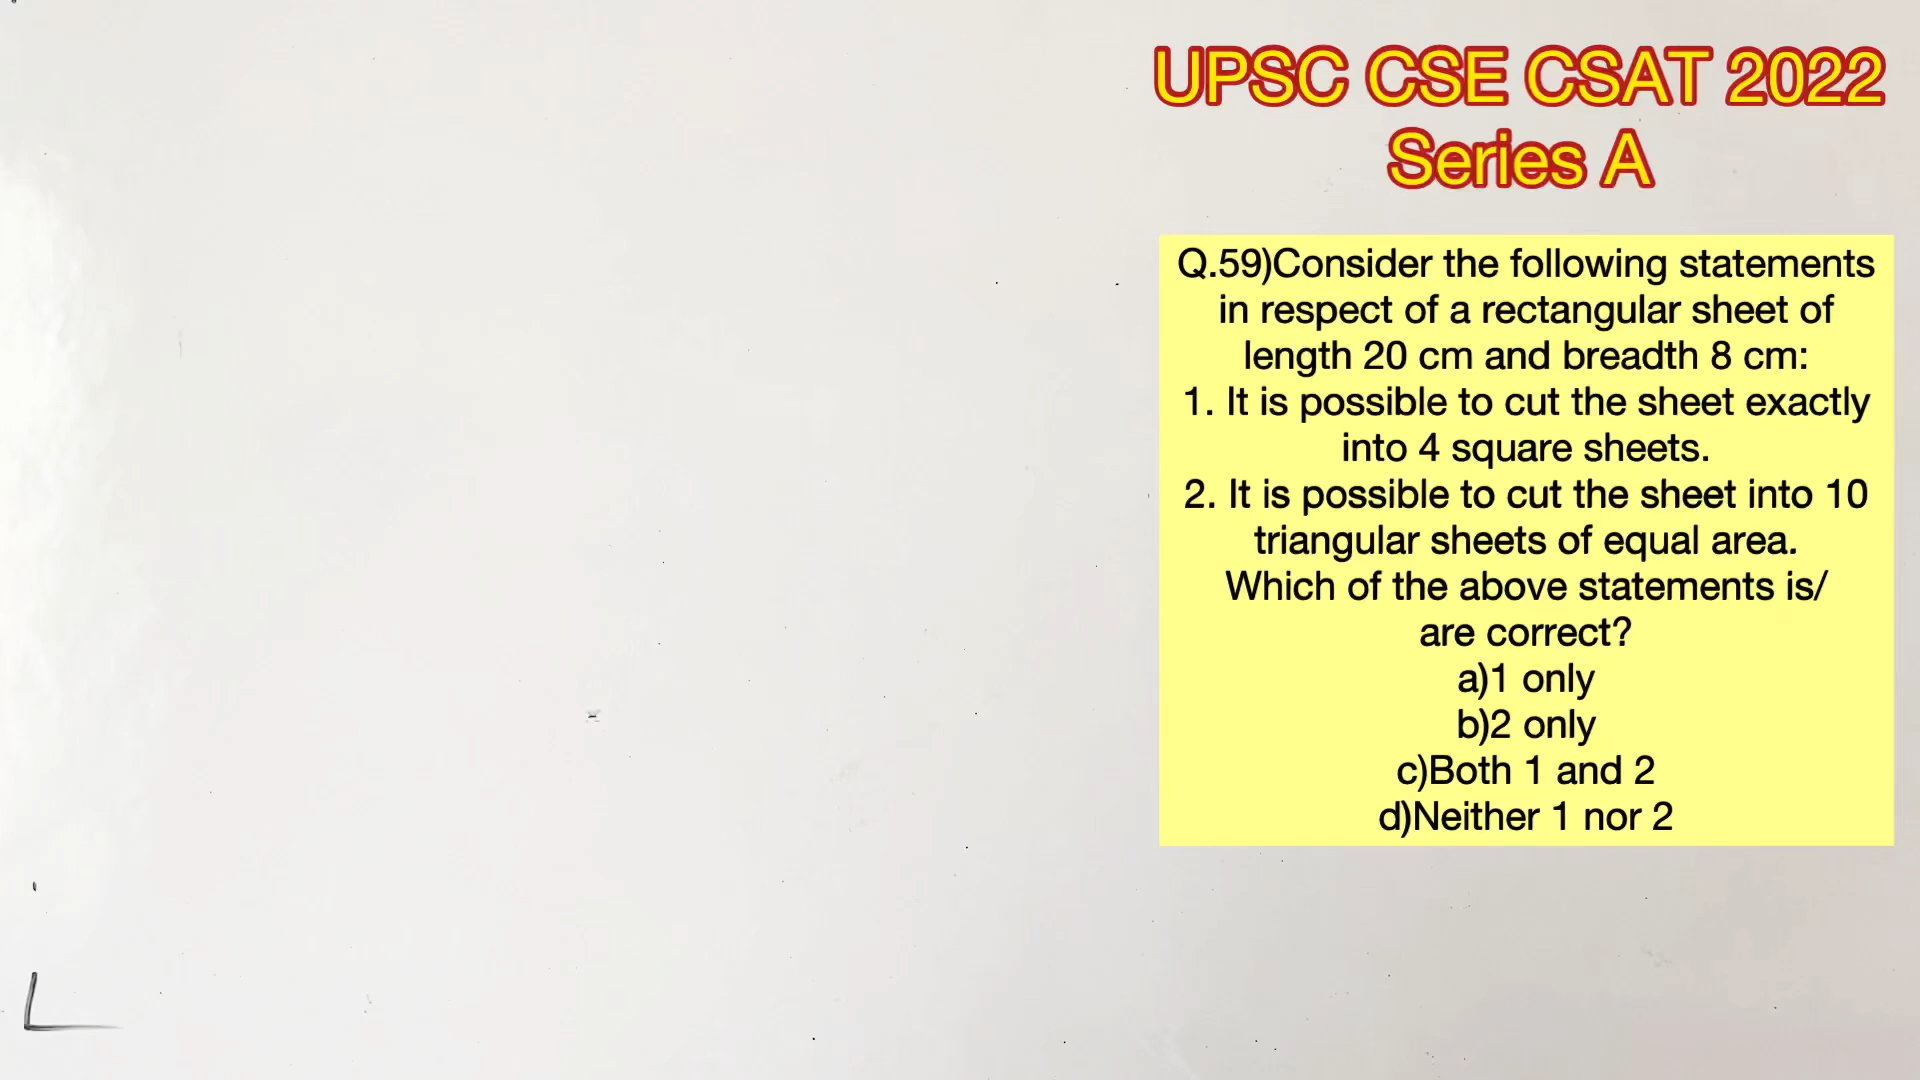 UPSC CSE CSAT 2022
Series A
Q.59)Consider the following statements
in respect of a rectangular sheet of
length 20 cm and breadth 8 cm:
1. It is possible to cut the sheet exactly
into 4 square sheets.
2. It is possible to cut the sheet into 10
triangular sheets of equal area.
Which of the above statements is/
are correct?
a)1 only
b)2 only
c)Both 1 and 2
d)Neither 1 nor 2